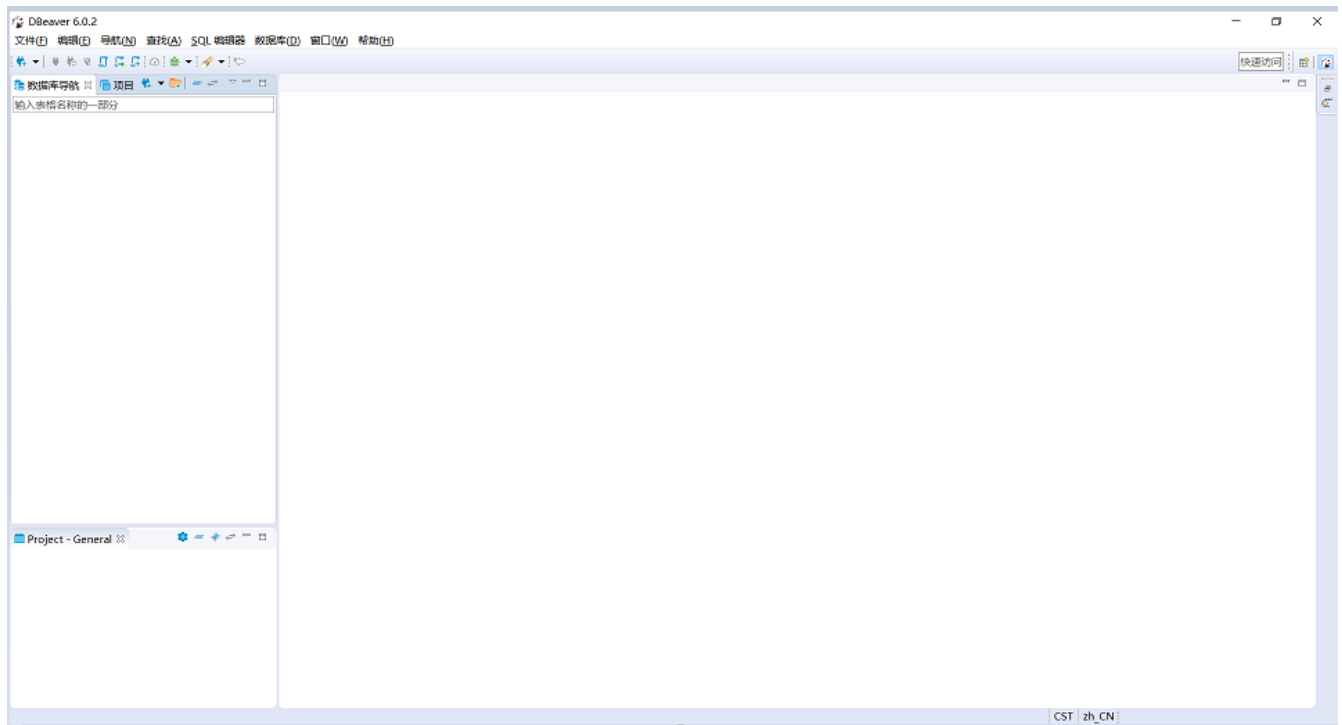 DBeaver 6.0.2
文件(F) 编辑(E) 导航(N) 查找(A) SQL 编辑器 数据库(D) 窗口(W) 帮助(H)
快速访问
数据库导航 项目
输入表格名称的一部分
Project - General
CST zh_CN